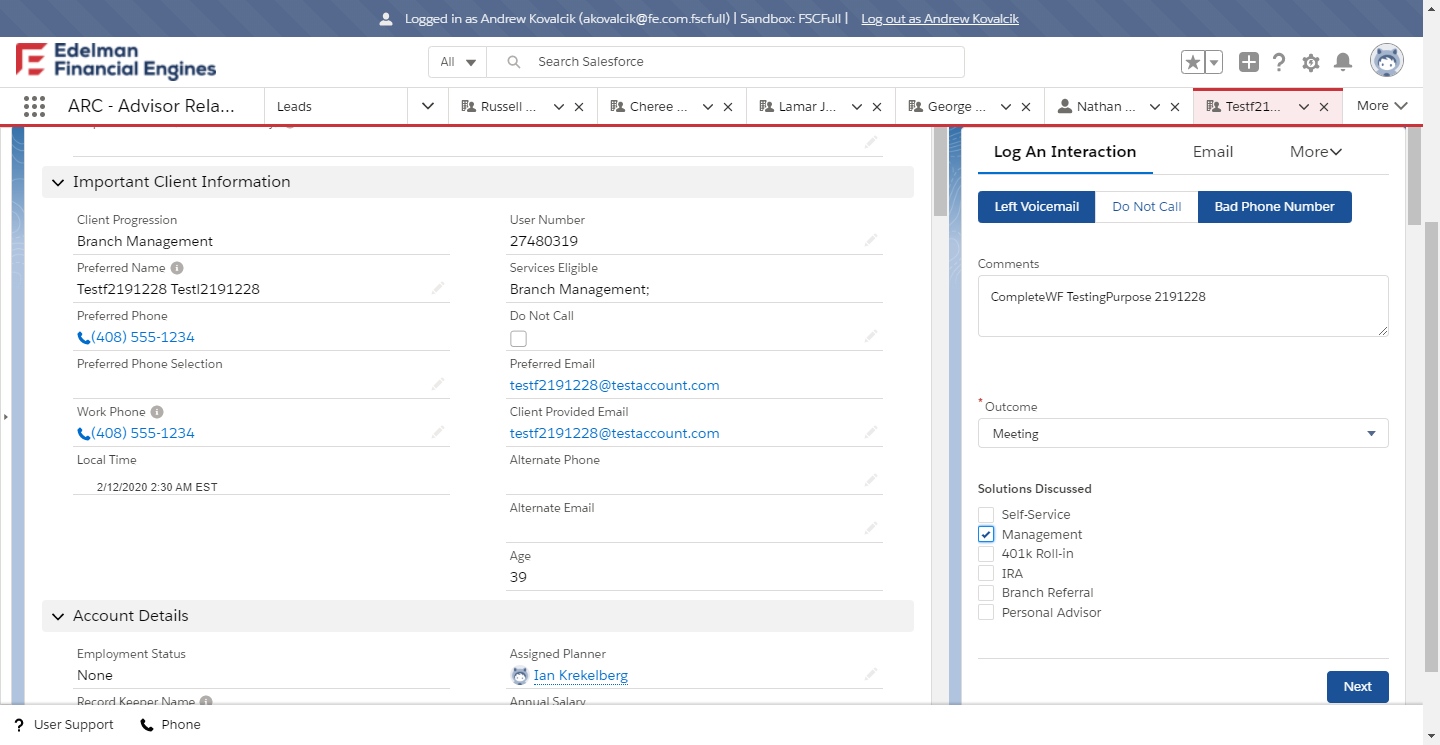 Logged in as Andrew Kovalcik (akovalcik@fe.com.fscfull) | Sandbox: FSCFull | Log out as Andrew Kovalcik
Edelman
Financial Engines
All Search Salesforce
ARC - Advisor Rela... Leads Russell ... Cheree ... Lamar J... George ... Nathan ... Testf21... More
Important Client Information
Client Progression
Branch Management
User Number
27480319
Preferred Name
Testf2191228 Testl2191228
Services Eligible
Branch Management;
Preferred Phone
(408) 555-1234
Do Not Call
Preferred Phone Selection
Preferred Email
testf2191228@testaccount.com
Work Phone
(408) 555-1234
Client Provided Email
testf2191228@testaccount.com
Local Time
2/12/2020 2:30 AM EST
Alternate Phone
Alternate Email
Age
39
Account Details
Employment Status
None
Assigned Planner
Ian Krekelberg
Record Keeper Name
Annual Salary
Log An Interaction Email More
Left Voicemail Do Not Call Bad Phone Number
Comments
CompleteWF TestingPurpose 2191228
* Outcome
Meeting
Solutions Discussed
Self-Service
Management
401k Roll-in
IRA
Branch Referral
Personal Advisor
Next
? User Support Phone